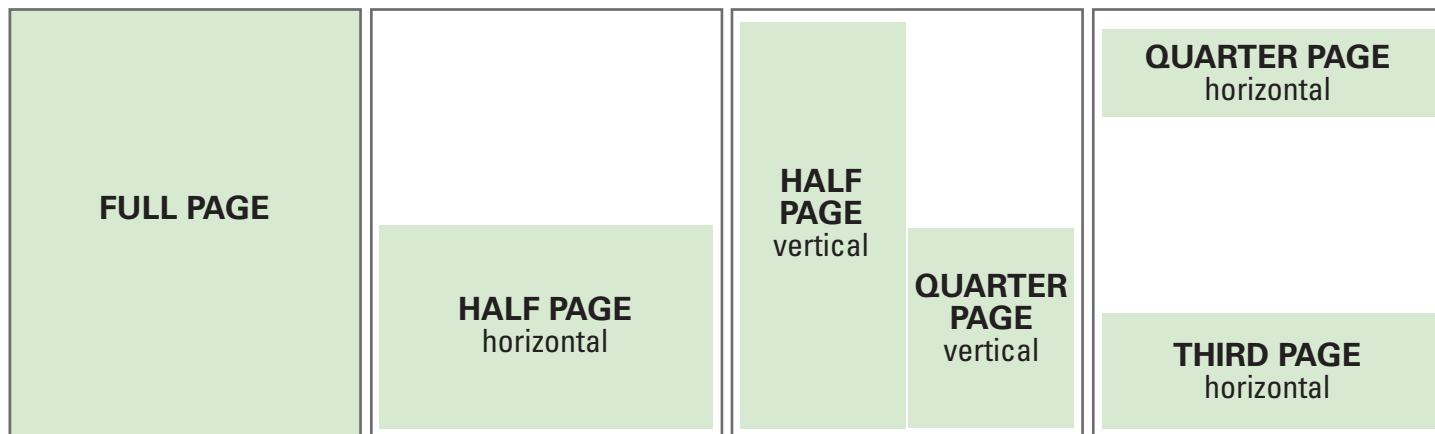 FULL PAGE
HALF PAGE
horizontal
HALF
PAGE
vertical
QUARTER
PAGE
vertical
QUARTER PAGE
horizontal
THIRD PAGE
horizontal